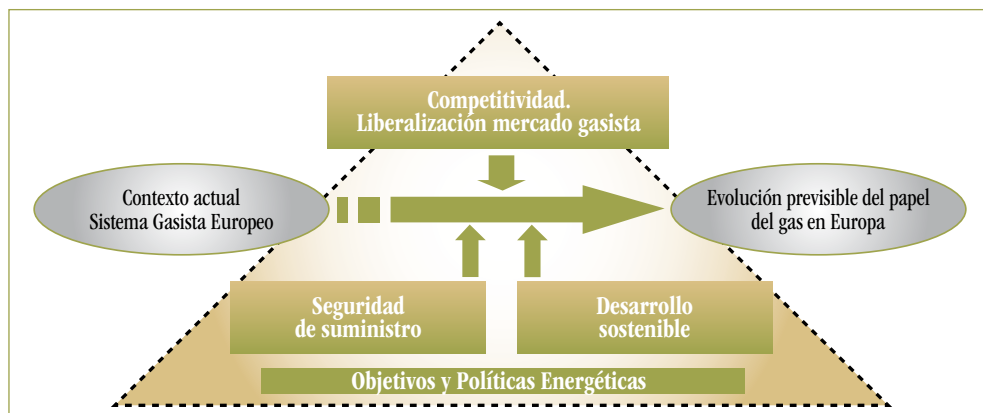 Competitividad.
Liberalización mercado gasista
Contexto actual
Sistema Gasista Europeo
Evolución previsible del papel
del gas en Europa
Seguridad
de suministro
Desarrollo
sostenible
Objetivos y Políticas Energéticas